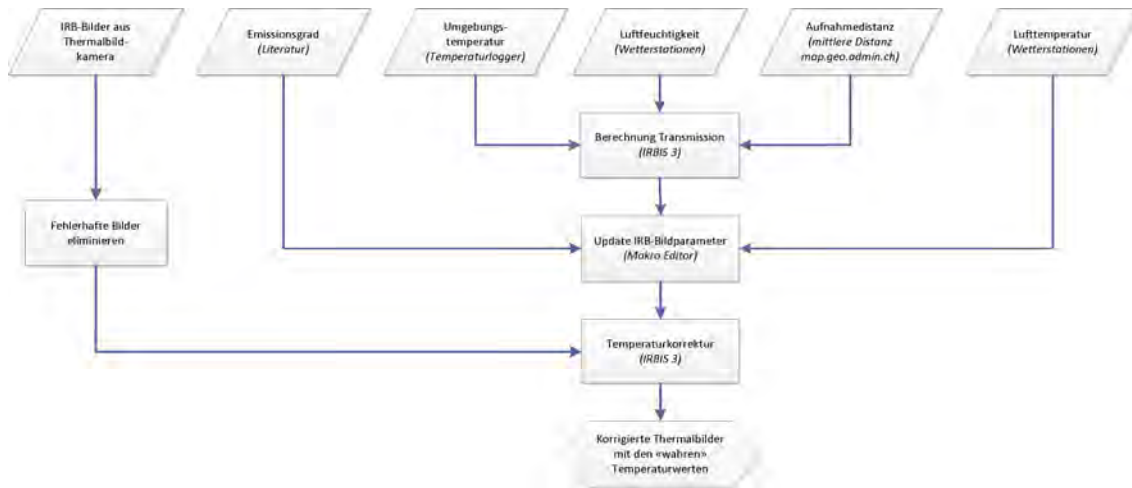 IRB-Bilder aus
Thermalbild-
kamera
Emissionsgrad
(Literatur)
Umgebungs-
temperatur
(Temperaturlogger)
Luftfeuchtigkeit
(Wetterstationen)
Aufnahmedistanz
(mittlere Distanz
map.geo.admin.ch)
Lufttemperatur
(Wetterstationen)
Berechnung Transmission
(IRBIS 3)
Fehlerhafte Bilder
eliminieren
Update IRB-Bildparameter
(Makro Editor)
Temperaturkorrektur
(IRBIS 3)
Korrigierte Thermalbilder
mit den «wahren»
Temperaturwerten